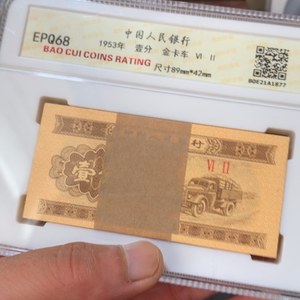 中国人民银行
EPQ68
1953年 壹分 金卡车 VI II
BAO CUI COINS RATING
尺寸89mm*42mm
B0E21A1877
行
VI II
壹